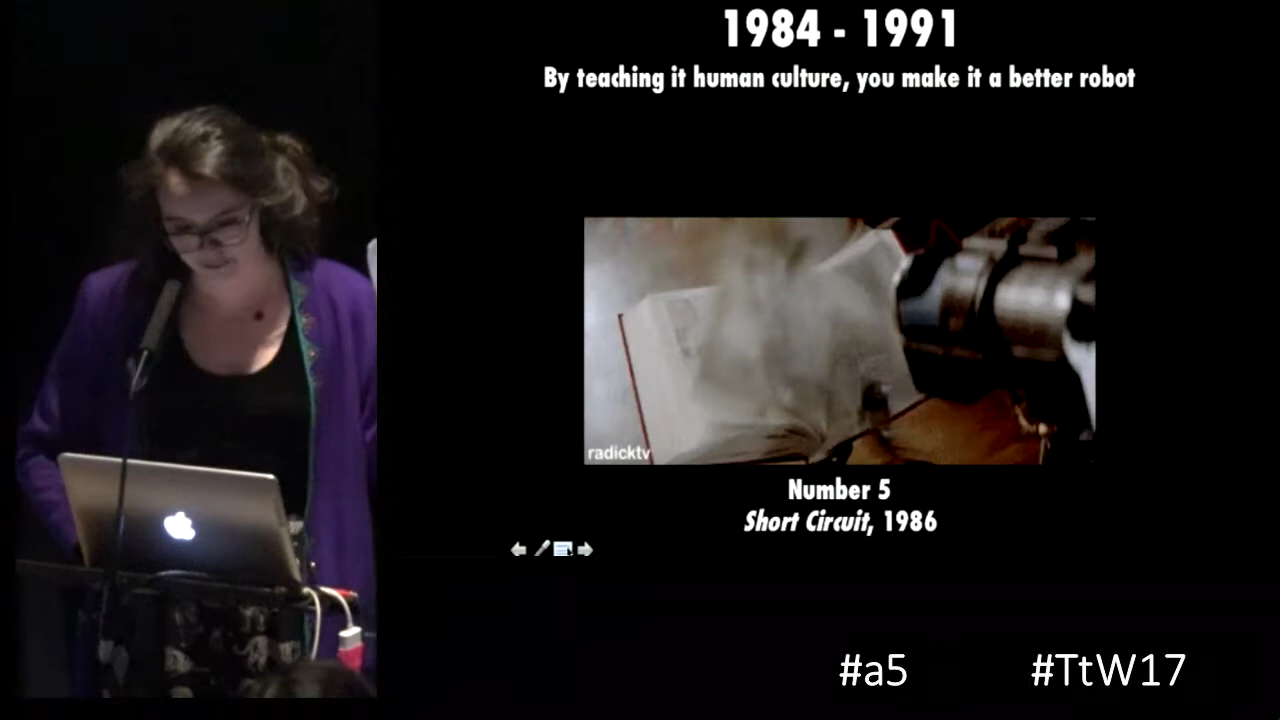 1984 - 1991
By teaching it human culture, you make it a better robot
radicktv
Number 5
Short Circuit, 1986
#a5 #TtW17